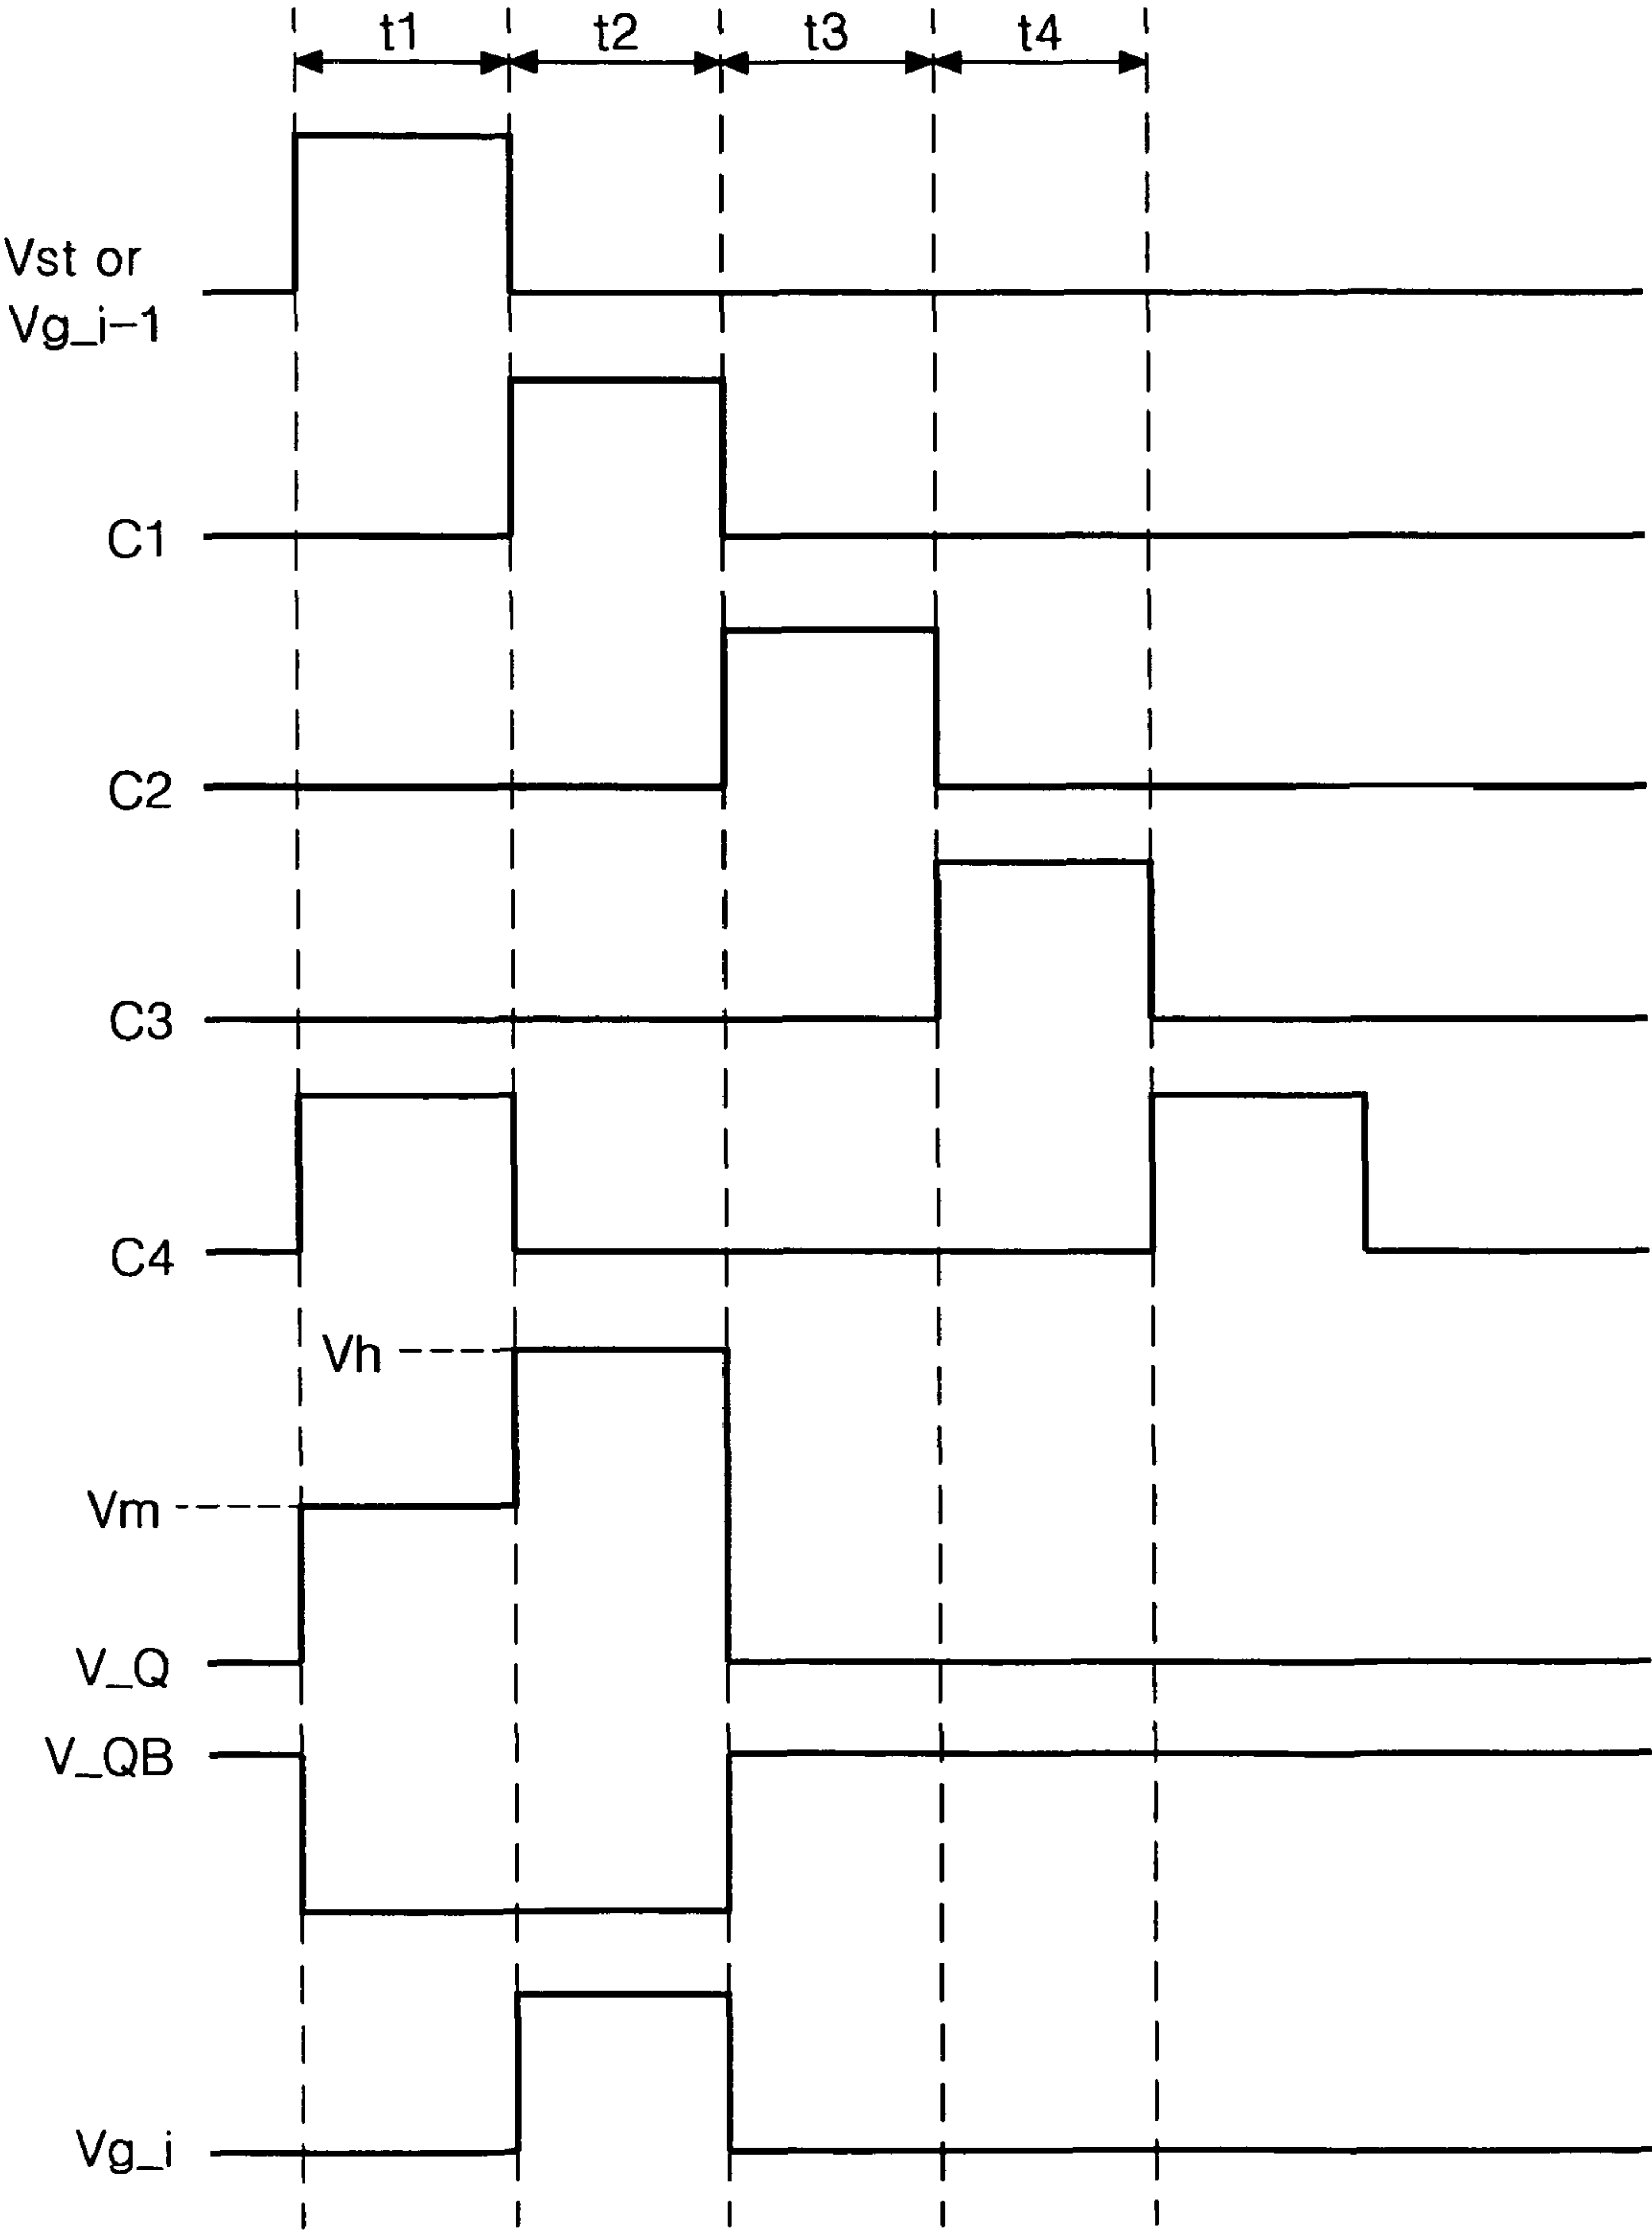 t1 t2 t3 t4
Vst or
Vg_i-1
C1
C2
C3
C4
Vh
Vm
V_Q
V_QB
Vg_i